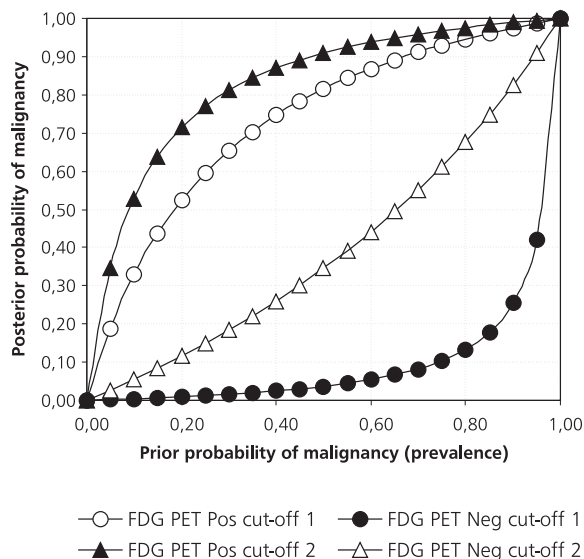 Posterior probability of malignancy
1,00
0,90
0,80
0,70
0,60
0,50
0,40
0,30
0,20
0,10
0,00
0,00 0,20 0,40 0,60 0,80 1,00
Prior probability of malignancy (prevalence)
FDG PET Pos cut-off 1 FDG PET Neg cut-off 1
FDG PET Pos cut-off 2 FDG PET Neg cut-off 2